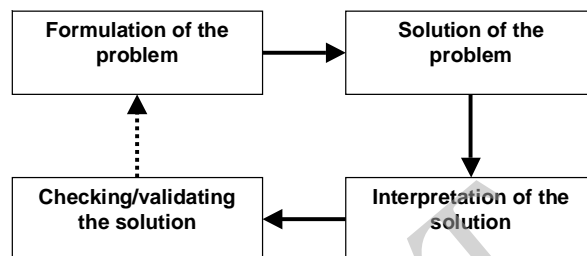 Formulation of the
problem
Solution of the
problem
Checking/validating
the solution
Interpretation of the
solution